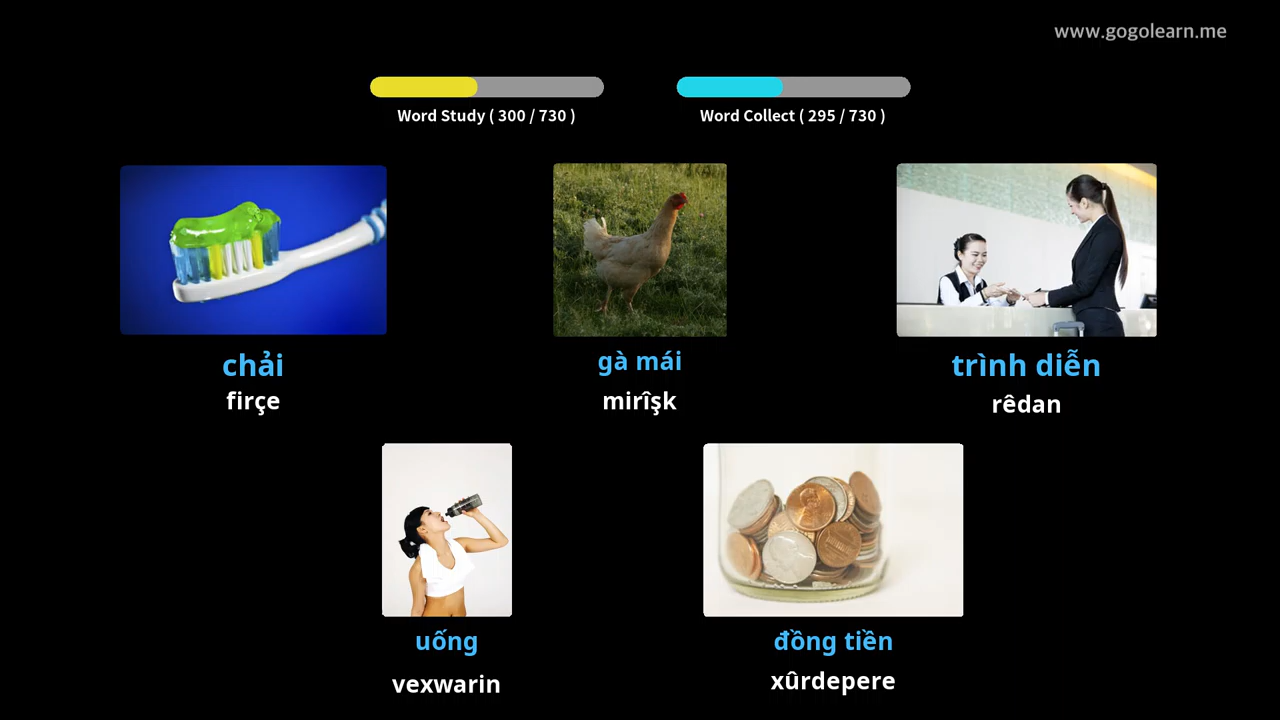 www.gogolearn.me
Word Study ( 300 / 730 )
Word Collect ( 295 / 730 )
chải
firçe
gà mái
mirîşk
trình diễn
rêdan
uống
vexwarin
đồng tiền
xûrdepere